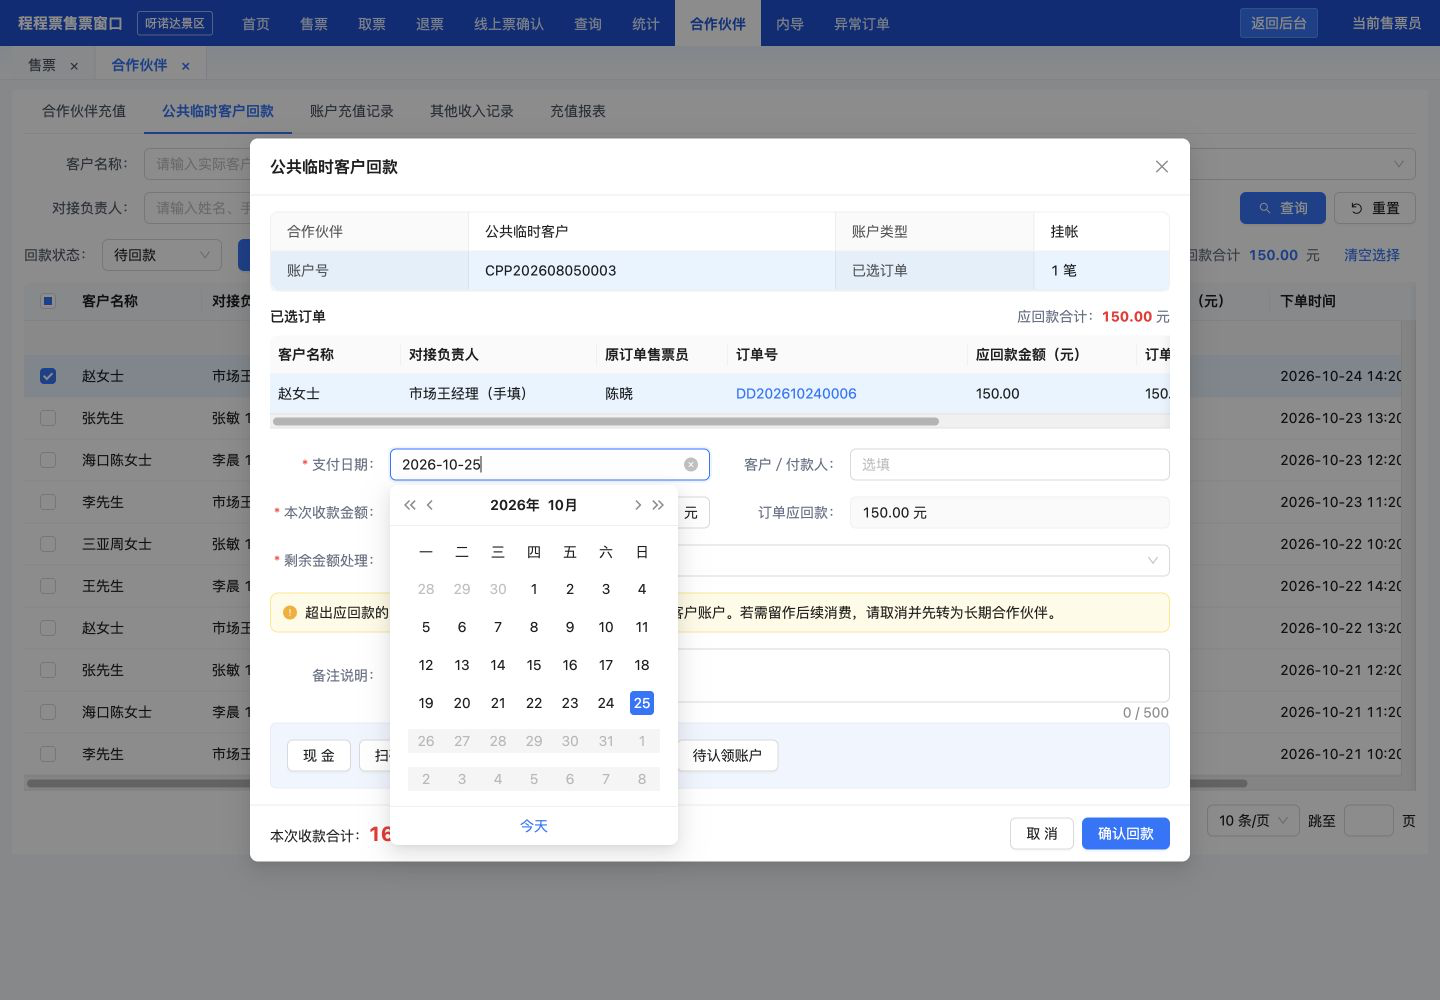 程程票售票窗口 呀诺达景区 首页 售票 取票 退票 线上票确认 查询 统计 合作伙伴 内导 异常订单 返回后台 当前售票员
售票 × 合作伙伴 ×
合作伙伴充值 公共临时客户回款 账户充值记录 其他收入记录 充值报表
客户名称： 请输入实际客户
对接负责人： 请输入姓名、手 查询 重置
回款状态： 待回款 回款合计 150.00 元 清空选择
客户名称 对接负 （元） 下单时间
赵女士 市场王 2026-10-24 14:20
张先生 张敏 1 2026-10-23 13:20
海口陈女士 李晨 1 2026-10-23 12:20
李先生 市场王 2026-10-23 11:20
三亚周女士 张敏 1 2026-10-22 10:20
王先生 李晨 1 2026-10-22 14:20
赵女士 市场王 2026-10-22 13:20
张先生 张敏 1 2026-10-21 12:20
海口陈女士 李晨 1 2026-10-21 11:20
李先生 市场王 2026-10-21 10:20
10 条/页 跳至 页
公共临时客户回款
合作伙伴 公共临时客户 账户类型 挂帐
账户号 CPP202608050003 已选订单 1 笔
已选订单 应回款合计： 150.00 元
客户名称 对接负责人 原订单售票员 订单号 应回款金额（元） 订单
赵女士 市场王经理（手填） 陈晓 DD202610240006 150.00 150.
* 支付日期： 2026-10-25 客户 / 付款人： 选填
* 本次收款金额： 元 订单应回款： 150.00 元
* 剩余金额处理：
超出应回款的 客户账户。若需留作后续消费，请取消并先转为长期合作伙伴。
备注说明：
0 / 500
现 金 扫 待认领账户
本次收款合计： 16 取 消 确认回款
2026年 10月
一 二 三 四 五 六 日
28 29 30 1 2 3 4
5 6 7 8 9 10 11
12 13 14 15 16 17 18
19 20 21 22 23 24 25
26 27 28 29 30 31 1
2 3 4 5 6 7 8
今天